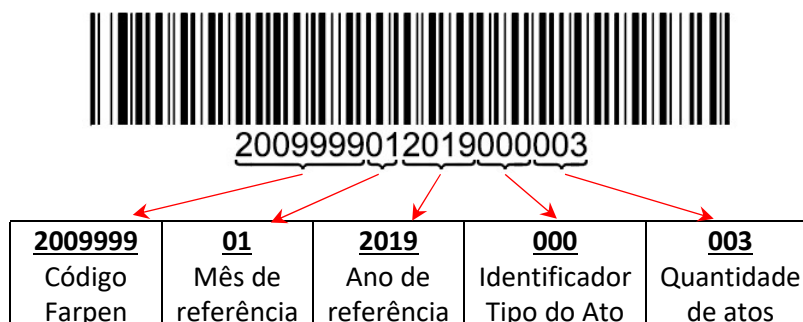 2009999012019000003
2009999 01 2019 000 003
Código Mês de Ano de Identificador Quantidade
Farpen referência referência Tipo do Ato de atos